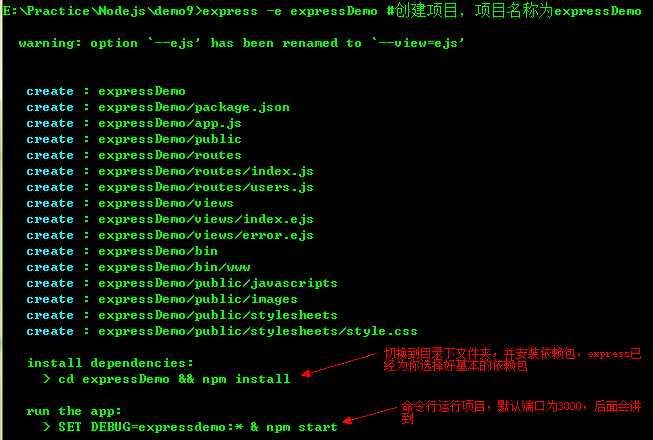 E:\Practice\Nodejs\demo9>express -e expressDemo #创建项目，项目名称为expressDemo
warning: option `--ejs' has been renamed to `--view=ejs'
create : expressDemo
create : expressDemo/package.json
create : expressDemo/app.js
create : expressDemo/public
create : expressDemo/routes
create : expressDemo/routes/index.js
create : expressDemo/routes/users.js
create : expressDemo/views
create : expressDemo/views/index.ejs
create : expressDemo/views/error.ejs
create : expressDemo/bin
create : expressDemo/bin/www
create : expressDemo/public/javascripts
create : expressDemo/public/images
create : expressDemo/public/stylesheets
create : expressDemo/public/stylesheets/style.css
install dependencies:
切换到目录下文件夹，并安装依赖包，express已
经为你选择好基本的依赖包
> cd expressDemo && npm install
run the app:
命令行运行项目，默认端口为3000，后面会讲
到
> SET DEBUG=expressdemo:* & npm start